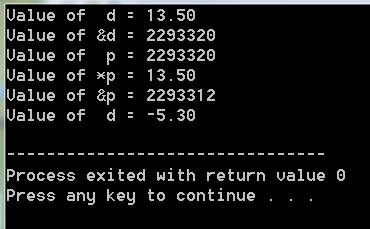 Value of  d = 13.50
Value of &d = 2293320
Value of  p = 2293320
Value of *p = 13.50
Value of &p = 2293312
Value of  d = -5.30
--------------------------------
Process exited with return value 0
Press any key to continue . . .